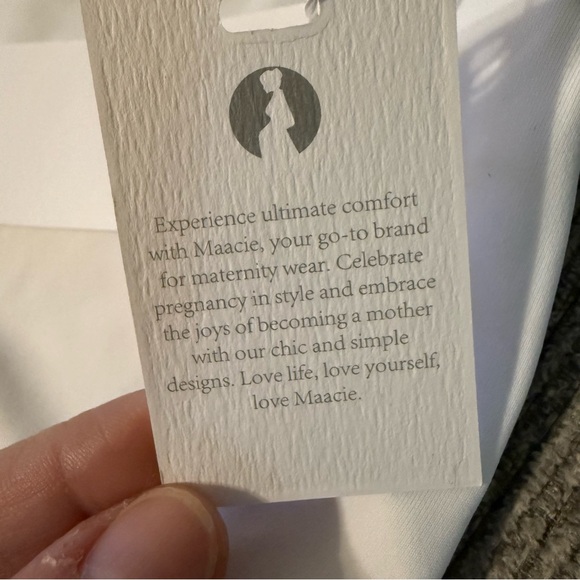 Experience ultimate comfort
with Maacie, your go-to brand
for maternity wear. Celebrate
pregnancy in style and embrace
the joys of becoming a mother
with our chic and simple
designs. Love life, love yourself,
love Maacie.